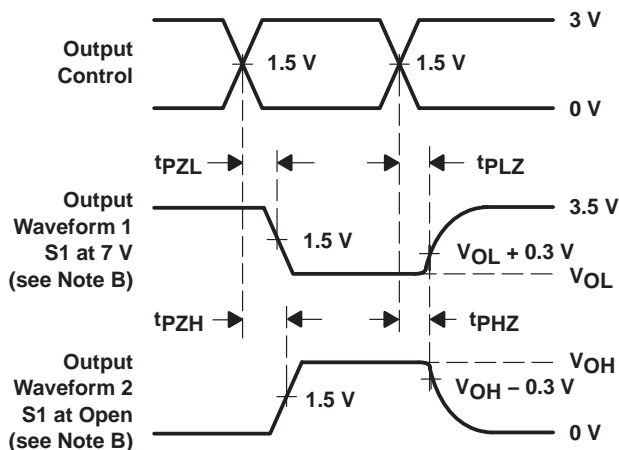 3 V
Output
Control
1.5 V
1.5 V
0 V
tPZL
tPLZ
Output
Waveform 1
S1 at 7 V
(see Note B)
3.5 V
1.5 V
VOL + 0.3 V
VOL
tPZH
tPHZ
Output
Waveform 2
S1 at Open
(see Note B)
VOH
1.5 V
VOH − 0.3 V
0 V